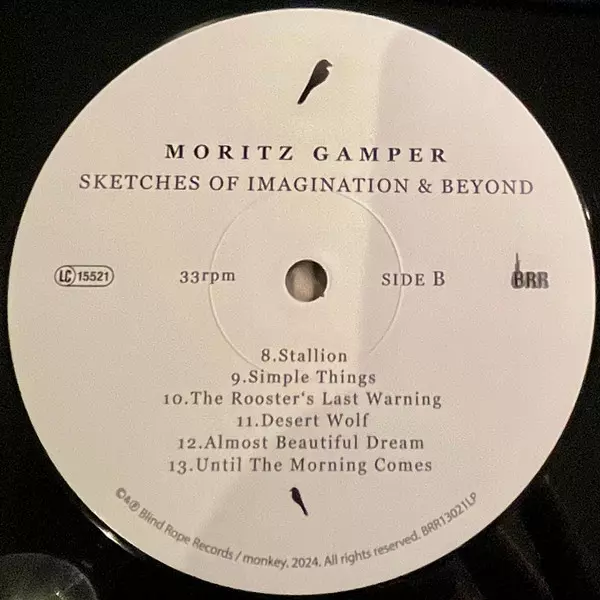 MORITZ GAMPER
SKETCHES OF IMAGINATION & BEYOND
LC 15521
33rpm
SIDE B
BRR
8.Stallion
9.Simple Things
10.The Rooster's Last Warning
11.Desert Wolf
12.Almost Beautiful Dream
13.Until The Morning Comes
©&℗ Blind Rope Records / monkey. 2024. All rights reserved. BRR13021LP